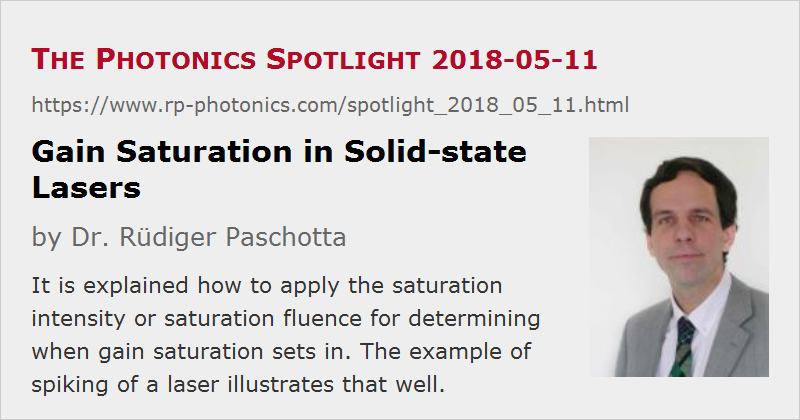 The Photonics Spotlight 2018-05-11
https://www.rp-photonics.com/spotlight_2018_05_11.html
Gain Saturation in Solid-state
Lasers
by Dr. Rüdiger Paschotta
It is explained how to apply the saturation
intensity or saturation fluence for determining
when gain saturation sets in. The example of
spiking of a laser illustrates that well.